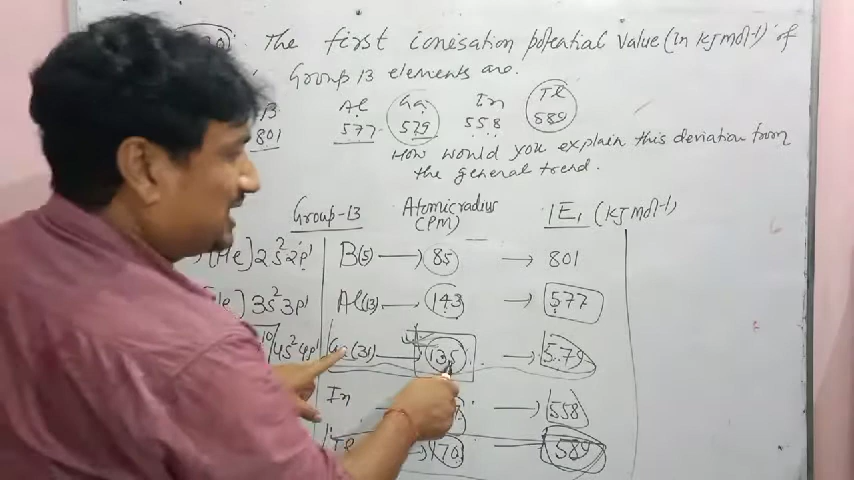 The first ionisation potential value (In KJ mol⁻¹) of
Group 13 elements are.
B Al Ga In Tl
801 577 579 558 589
How would you explain this deviation from
the general trend.
Group-13 Atomic radius (PM) IE₁ (KJ mol⁻¹)
[He] 2s² 2p¹ B(5) → 85 → 801
3s² 3p¹ Al(13) → 143 → 577
4s² 4p¹ Ga(31) → 135 → 579
In → 558
Tl → 170 → 589